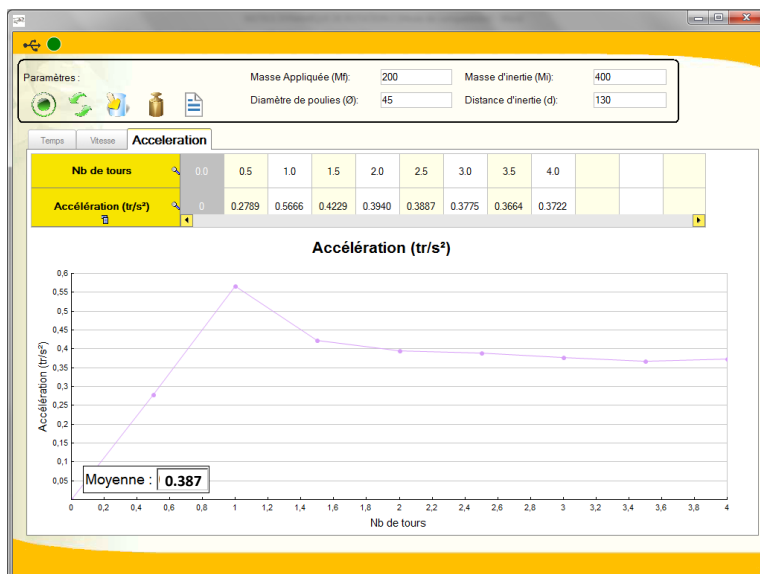 Paramètres :
Masse Appliquée (Mf): 200 Masse d'inertie (Mi): 400
Diamètre de poulies (Ø): 45 Distance d'inertie (d): 130
Temps Vitesse Acceleration
Nb de tours 0.0 0.5 1.0 1.5 2.0 2.5 3.0 3.5 4.0
Accélération (tr/s²) 0 0.2789 0.5666 0.4229 0.3940 0.3887 0.3775 0.3664 0.3722
Accélération (tr/s²)
0,6
0,55
0,5
0,45
0,4
0,35
0,3
0,25
0,2
0,15
0,1
0,05
Accélération (tr/s²)
Moyenne : 0.387
0 0,2 0,4 0,6 0,8 1 1,2 1,4 1,6 1,8 2 2,2 2,4 2,6 2,8 3 3,2 3,4 3,6 3,8 4
Nb de tours